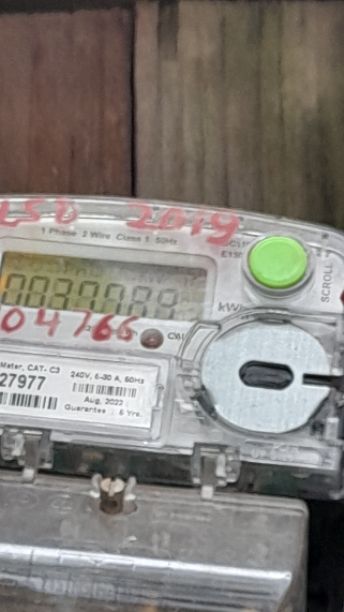 LSD 2019
1 Phase 2 Wire Class 1 50Hz
kWh
SCROLL
04766
Meter, CAT- C3
27977
240V, 5-30 A, 50Hz
Aug, 2022
Guarantee : 5 Yrs.